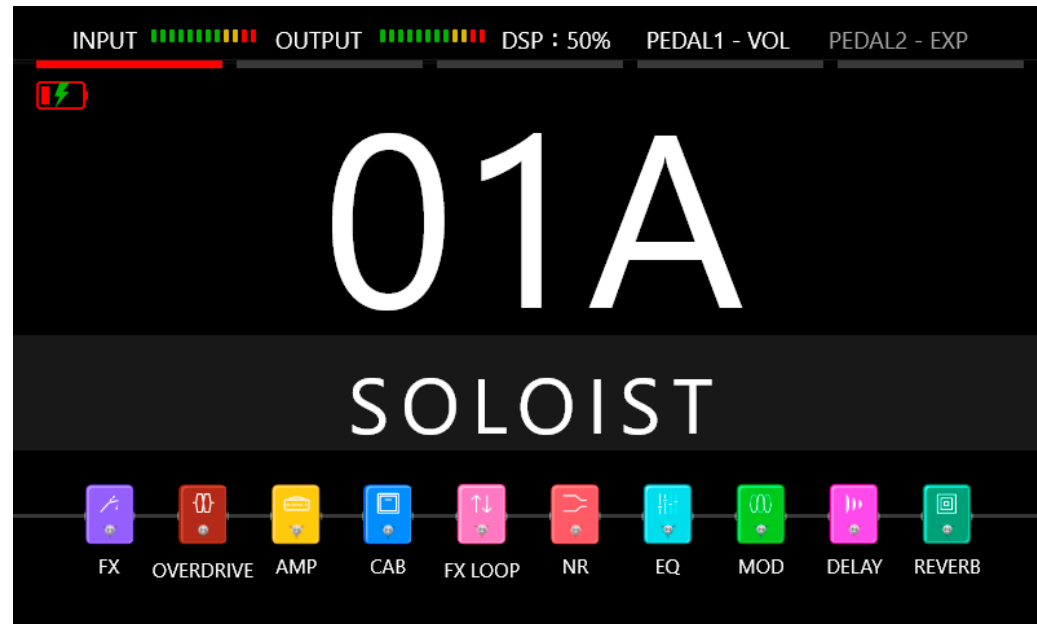 INPUT OUTPUT DSP : 50% PEDAL1 - VOL PEDAL2 - EXP
01A
SOLOIST
FX OVERDRIVE AMP CAB FX LOOP NR EQ MOD DELAY REVERB